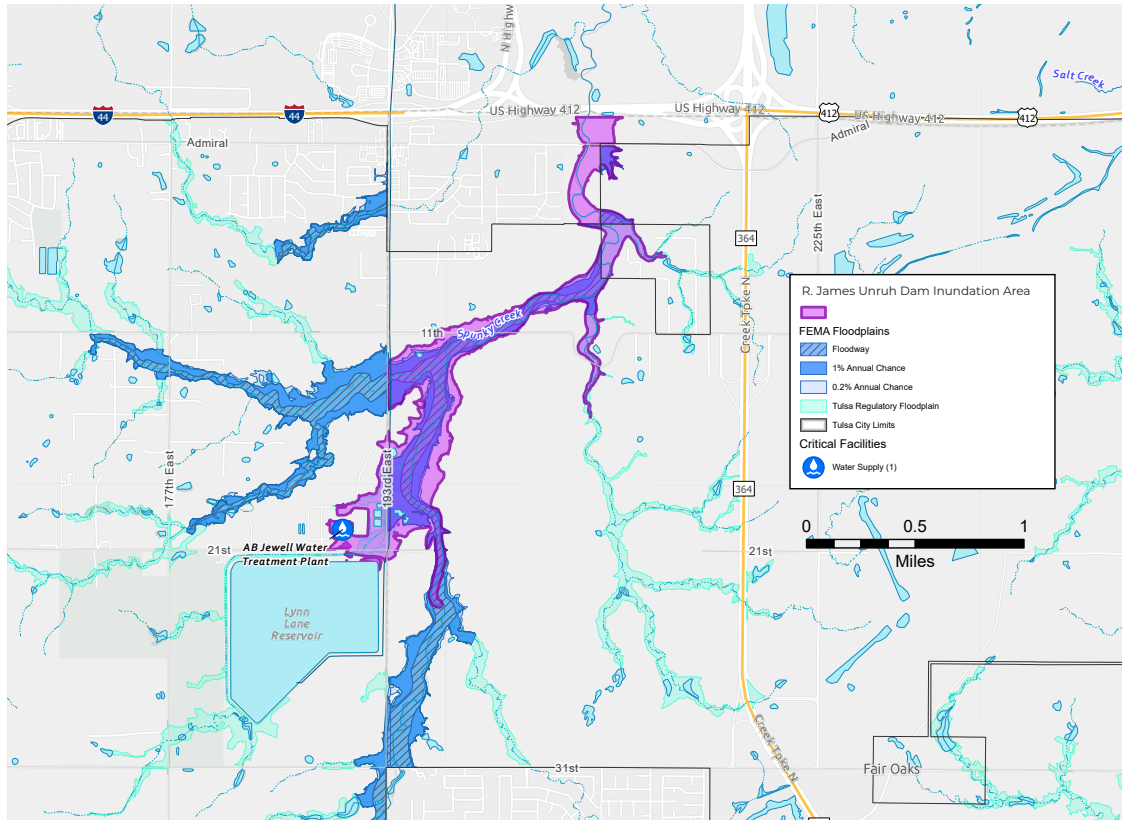 N Highw
Salt Creek
US Highway 412
US Highway 412
412
US Highway 412
412
44
44
Admiral
Admiral
225th East
364
Creek Tpke N
R. James Unruh Dam Inundation Area
FEMA Floodplains
Floodway
1% Annual Chance
0.2% Annual Chance
Tulsa Regulatory Floodplain
Tulsa City Limits
Critical Facilities
Water Supply (1)
11th
Spunky Creek
177th East
193rd East
364
0
0.5
1
Miles
21st
AB Jewell Water
Treatment Plant
21st
Lynn
Lane
Reservoir
Creek Tpke N
31st
Fair Oaks